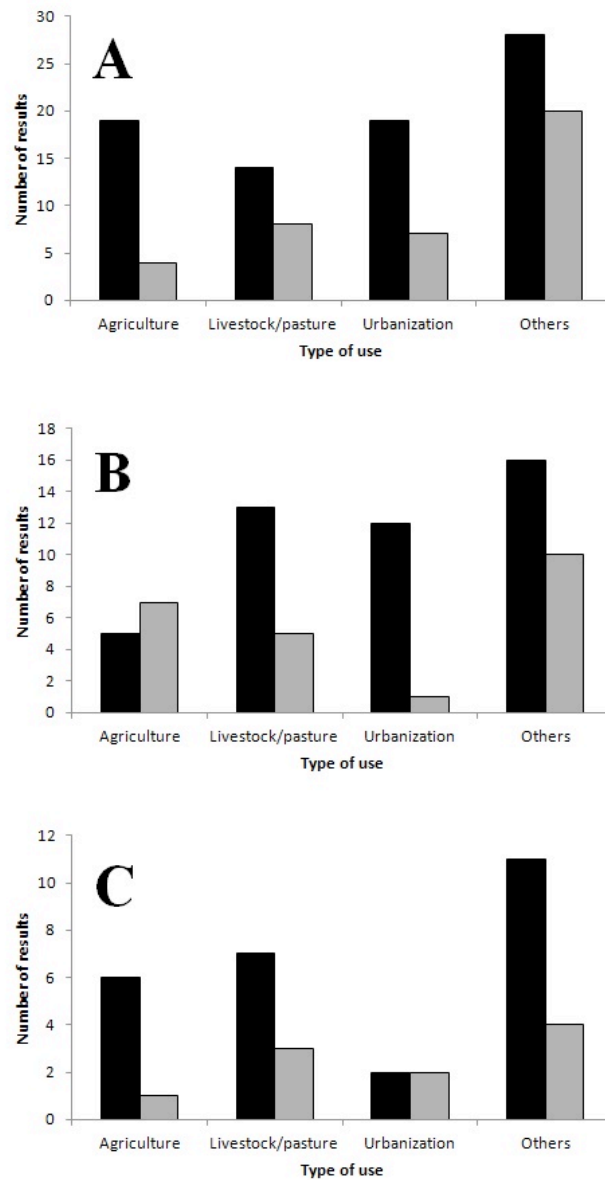 A
Number of results
30
25
20
15
10
5
0
Agriculture Livestock/pasture Urbanization Others
Type of use
B
Number of results
18
16
14
12
10
8
6
4
2
0
Agriculture Livestock/pasture Urbanization Others
Type of use
C
Number of results
12
10
8
6
4
2
0
Agriculture Livestock/pasture Urbanization Others
Type of use